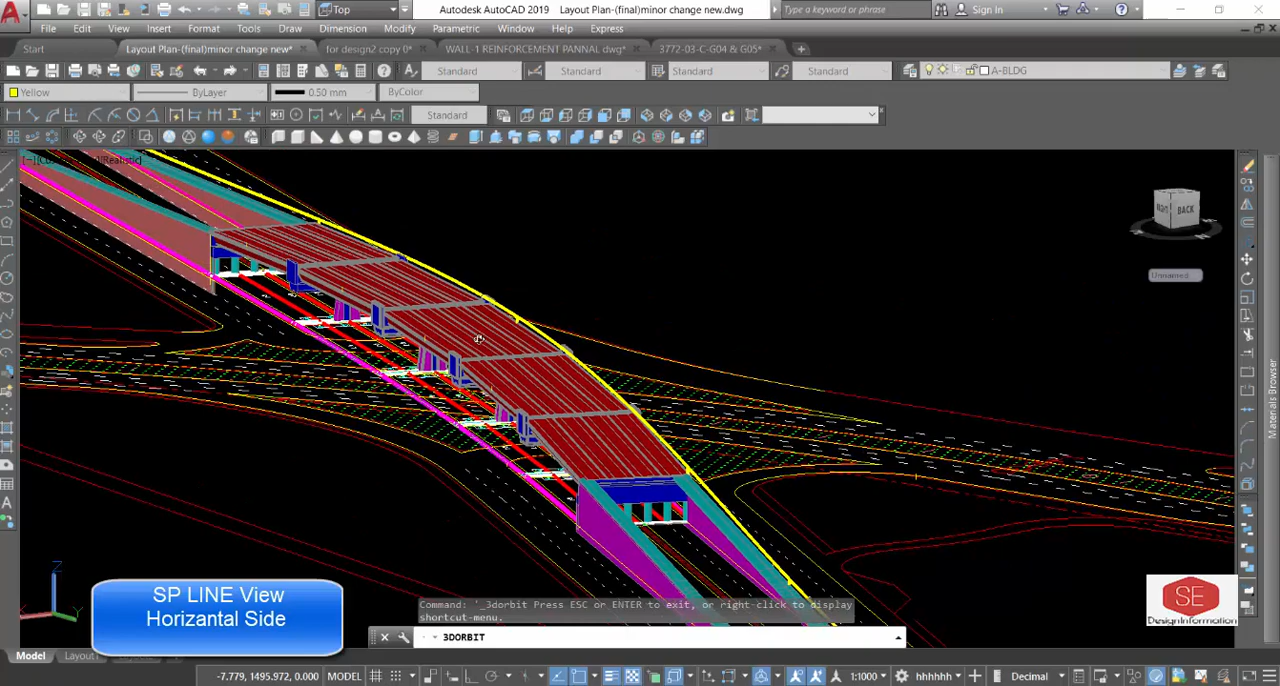 Top
Autodesk AutoCAD 2019 Layout Plan-(final)minor change new.dwg
Type a keyword or phrase
Sign In
File Edit View Insert Format Tools Draw Dimension Modify Parametric Window Help Express
Start
Layout Plan-(final)minor change new*
for design2 copy 0*
WALL-1 REINFORCEMENT PANNAL dwg*
3772-03-C-G04 & G05*
Standard
Standard
Standard
Standard
A-BLDG
Yellow
ByLayer
0.50 mm
ByColor
Standard
BACK
Unnamed
Materials Browser
Z
SP LINE View
Horizantal Side
Command: '_3dorbit Press ESC or ENTER to exit, or right-click to display
shortcut-menu.
3DORBIT
SE
DesignInformation
Model
Layout1
-7.779, 1495.972, 0.000 MODEL
1:1000
hhhhhh
Decimal